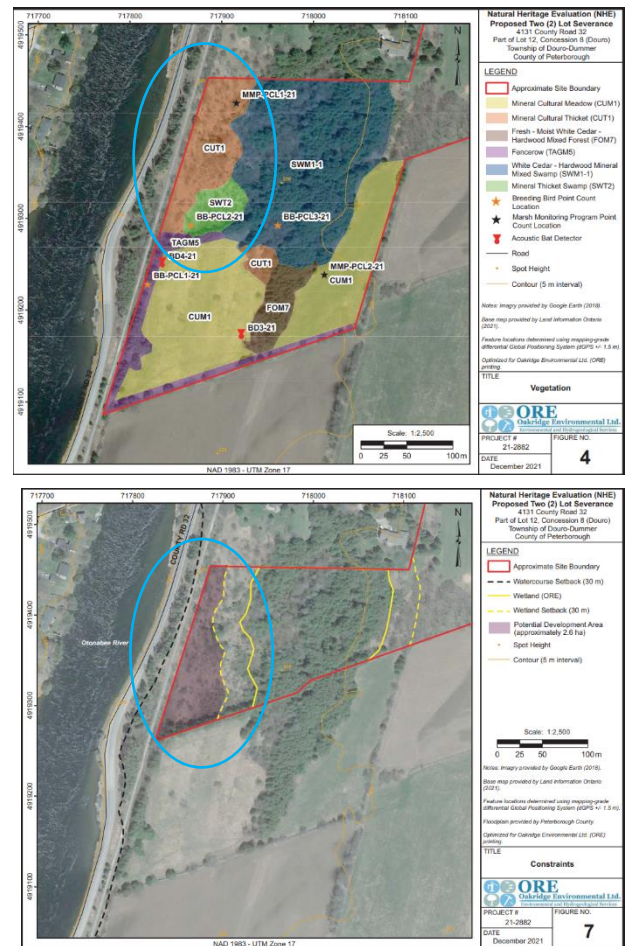 717700
717800
717900
718000
718100
4919500
4919400
4919300
4919200
4919100
N
MMP-PCL1-21
CUT1
SWM1-1
SWT2
BB-PCL2-21
BB-PCL3-21
TAGM5
BD4-21
BB-PCL1-21
CUT1
MMP-PCL2-21
CUM1
CUM1
FOM7
BD3-21
Scale: 1:2,500
0 25 50 100 m
NAD 1983 - UTM Zone 17
Natural Heritage Evaluation (NHE)
Proposed Two (2) Lot Severance
4131 County Road 32
Part of Lot 12, Concession 8 (Douro)
Township of Douro-Dummer
County of Peterborough
LEGEND
Approximate Site Boundary
Mineral Cultural Meadow (CUM1)
Mineral Cultural Thicket (CUT1)
Fresh - Moist White Cedar -
Hardwood Mixed Forest (FOM7)
Fencerow (TAGM5)
White Cedar - Hardwood Mineral
Mixed Swamp (SWM1-1)
Mineral Thicket Swamp (SWT2)
Breeding Bird Point Count
Location
Marsh Monitoring Program Point
Count Location
Acoustic Bat Detector
Road
Spot Height
Contour (5 m interval)
Notes: Imagry provided by Google Earth (2018).
Base map provided by Land Information Ontario
(2021).
Feature locations determined using mapping-grade
differential Global Positioning System (dGPS +/- 1.5 m).
Optimized for Oakridge Environmental Ltd. (ORE)
printing.
TITLE
Vegetation
ORE
Oakridge Environmental Ltd.
Environmental and Hydrogeological Services
PROJECT #
21-2882
FIGURE NO.
4
DATE
December 2021
717700
717800
717900
718000
718100
4919500
4919400
4919300
4919200
4919100
COUNTY RD 32
N
Otonabee River
NAD 1983 - UTM Zone 17
Natural Heritage Evaluation (NHE)
Proposed Two (2) Lot Severance
4131 County Road 32
Part of Lot 12, Concession 8 (Douro)
Township of Douro-Dummer
County of Peterborough
LEGEND
Approximate Site Boundary
Watercourse Setback (30 m)
Wetland (ORE)
Wetland Setback (30 m)
Potential Development Area
(approximately 2.6 ha)
Spot Height
Contour (5 m interval)
Scale: 1:2,500
0 25 50 100 m
Notes: Imagry provided by Google Earth (2018).
Base map provided by Land Information Ontario
(2021).
Feature locations determined using mapping-grade
differential Global Positioning System (dGPS +/- 1.5 m).
Floodplain provided by Peterborough County.
Optimized for Oakridge Environmental Ltd. (ORE)
printing.
TITLE
Constraints
ORE
Oakridge Environmental Ltd.
Environmental and Hydrogeological Services
PROJECT #
21-2882
FIGURE NO.
7
DATE
December 2021